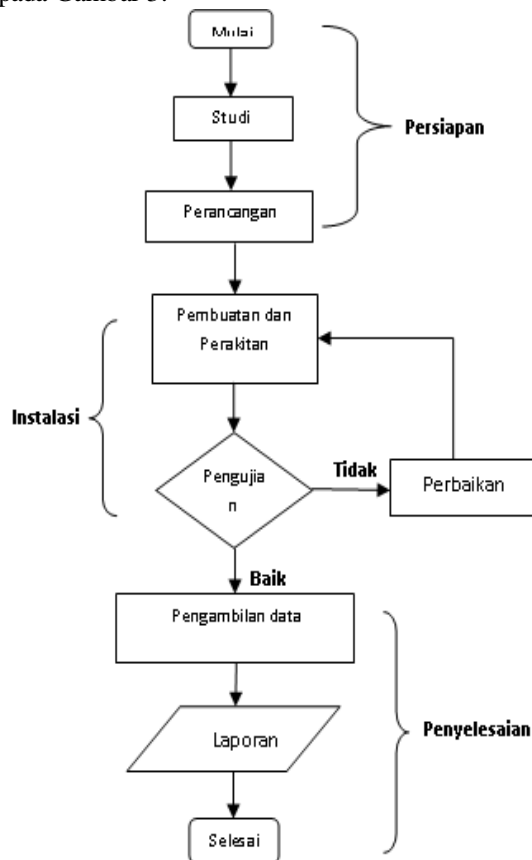 pada Gambar 3.
Mulai
Studi
Persiapan
Perancangan
Pembuatan dan
Perakitan
Instalasi
Pengujia
n
Tidak
Perbaikan
Baik
Pengambilan data
Laporan
Penyelesaian
Selesai